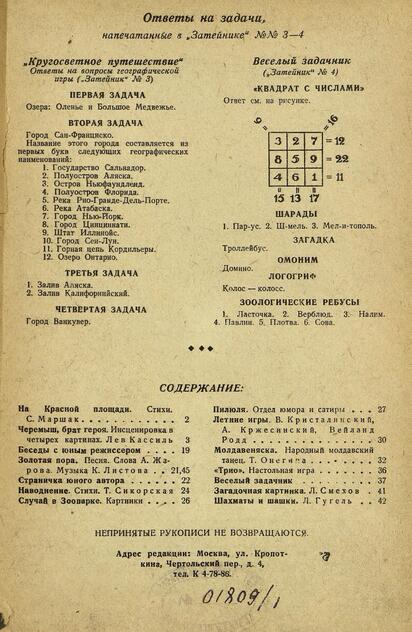 Ответы на задачи,
напечатанные в „Затейнике“ №№ 3—4
„Кругосветное путешествие“
Ответы на вопросы географической
игры („Затейник“ № 3)
ПЕРВАЯ ЗАДАЧА
Озера: Оленье и Большое Медвежье.
ВТОРАЯ ЗАДАЧА
Город Сан-Франциско.
Название этого города составляется из
первых букв следующих географических
наименований:
1. Государство Сальвадор.
2. Полуостров Аляска.
3. Остров Ньюфаундленд.
4. Полуостров Флорида.
5. Река Рио-Гранде-Дель-Порте.
6. Река Атабаска.
7. Город Нью-Йорк.
8. Город Цинциннати.
9. Штат Иллинойс.
10. Город Сен-Луи.
11. Горная цепь Кордильеры.
12. Озеро Онтарио.
ТРЕТЬЯ ЗАДАЧА
1. Залив Аляска.
2. Залив Калифорнийский.
ЧЕТВЕРТАЯ ЗАДАЧА
Город Ванкувер.
Веселый задачник
(„Затейник“ № 4)
«КВАДРАТ С ЧИСЛАМИ»
Ответ см. на рисунке.
9 16
3 2 7 = 12
8 5 9 = 22
4 6 1 = 11
15 13 17
ШАРАДЫ
1. Пар-ус. 2. Ш-мель. 3. Мел-и-тополь.
ЗАГАДКА
Троллейбус.
ОМОНИМ
Домино.
ЛОГОГРИФ
Колос — колосс.
ЗООЛОГИЧЕСКИЕ РЕБУСЫ
1. Ласточка. 2. Верблюд. 3. Налим.
4. Павлин. 5. Плотва. 6. Сова.
СОДЕРЖАНИЕ:
На Красной площади. Стихи.
С. Маршак . . . . . . . . . . . . 2
Черемыш, брат героя. Инсценировка в
четырех картинах. Лев Кассиль 3
Беседы с юным режиссером . . . . 19
Золотая пора. Песня. Слова А. Жа-
рова. Музыка К. Листова . . 21,45
Страничка юного автора . . . . . 22
Наводнение. Стихи. Т. Сикорская 24
Случай в Зоопарке. Картинки . . . 26
Пилюля. Отдел юмора и сатиры . . 27
Летние игры. В. Кристалинский,
А. Кржесинский, Вейланд
Родд . . . . . . . . . . . . . 30
Молдавеняска. Народный молдавский
танец. Т. Онегина . . . . . . . 32
«Трио». Настольная игра . . . . . 36
Веселый задачник . . . . . . . . 37
Загадочная картинка. Л. Смехов . 41
Шахматы и шашки. Л. Гугель . . 42
НЕПРИНЯТЫЕ РУКОПИСИ НЕ ВОЗВРАЩАЮТСЯ.
Адрес редакции: Москва, ул. Кропот-
кина, Чертольский пер., д. 4,
тел. К 4-78-86.
01809/1